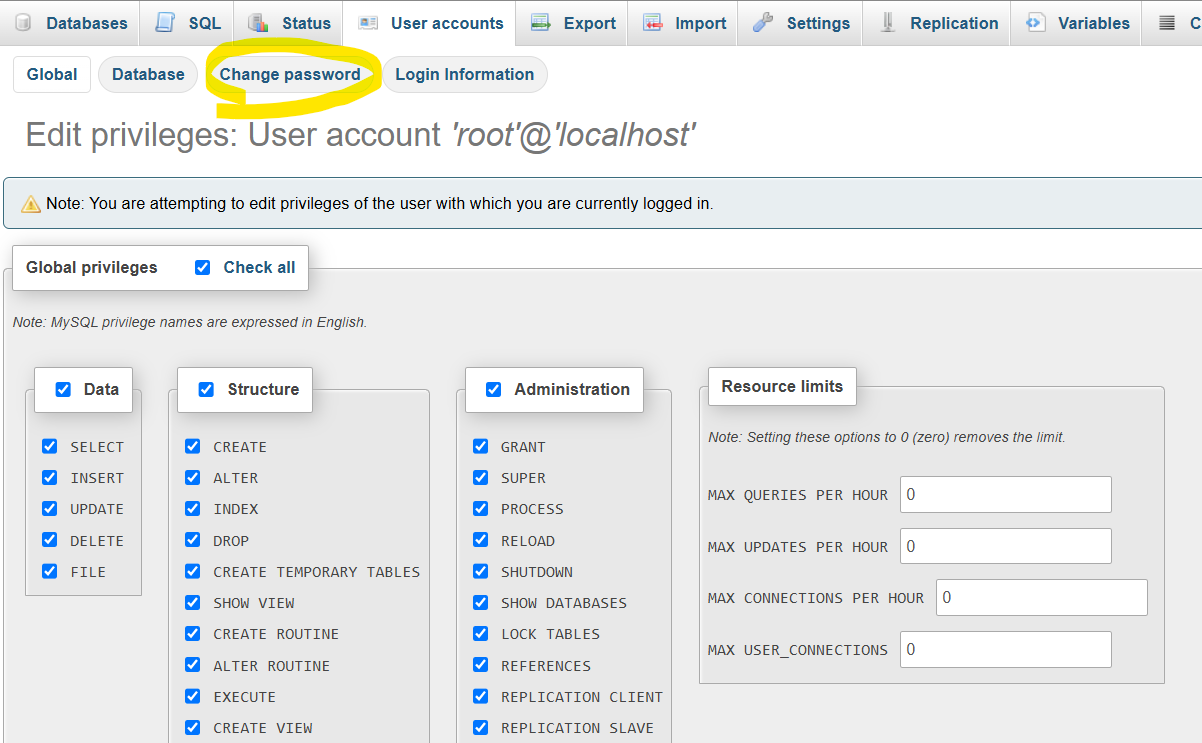 Databases SQL Status User accounts Export Import Settings Replication Variables C
Global Database Change password Login Information
Edit privileges: User account 'root'@'localhost'
Note: You are attempting to edit privileges of the user with which you are currently logged in.
Global privileges Check all
Note: MySQL privilege names are expressed in English.
Data
SELECT
INSERT
UPDATE
DELETE
FILE
Structure
CREATE
ALTER
INDEX
DROP
CREATE TEMPORARY TABLES
SHOW VIEW
CREATE ROUTINE
ALTER ROUTINE
EXECUTE
CREATE VIEW
Administration
GRANT
SUPER
PROCESS
RELOAD
SHUTDOWN
SHOW DATABASES
LOCK TABLES
REFERENCES
REPLICATION CLIENT
REPLICATION SLAVE
Resource limits
Note: Setting these options to 0 (zero) removes the limit.
MAX QUERIES PER HOUR 0
MAX UPDATES PER HOUR 0
MAX CONNECTIONS PER HOUR 0
MAX USER_CONNECTIONS 0